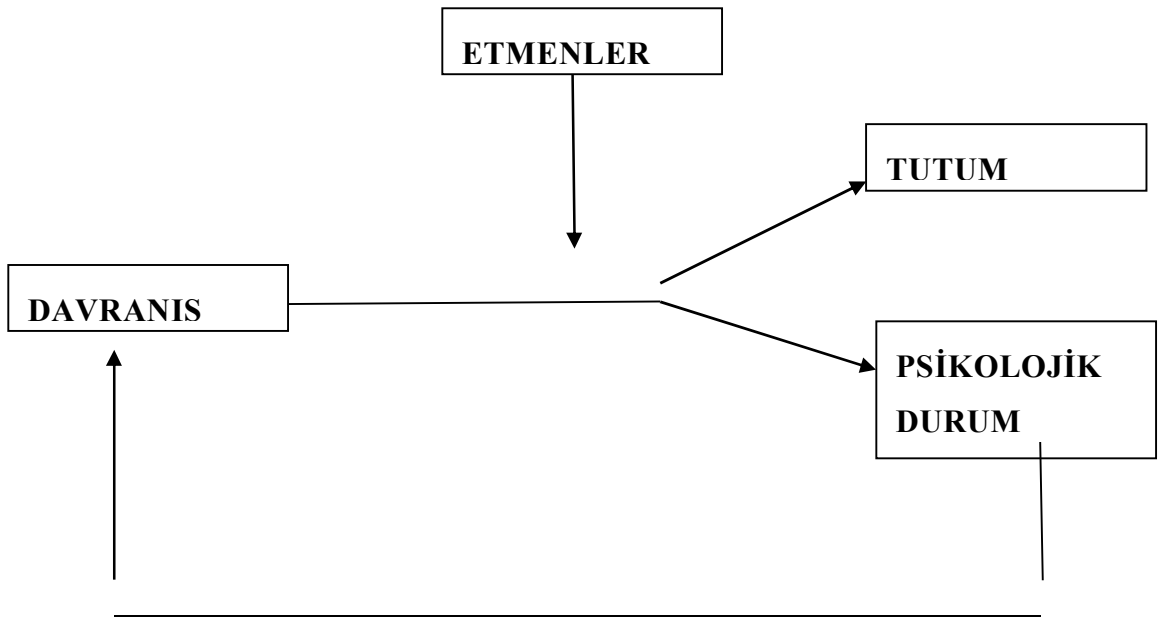 ETMENLER
TUTUM
DAVRANIS
PSİKOLOJİK
DURUM